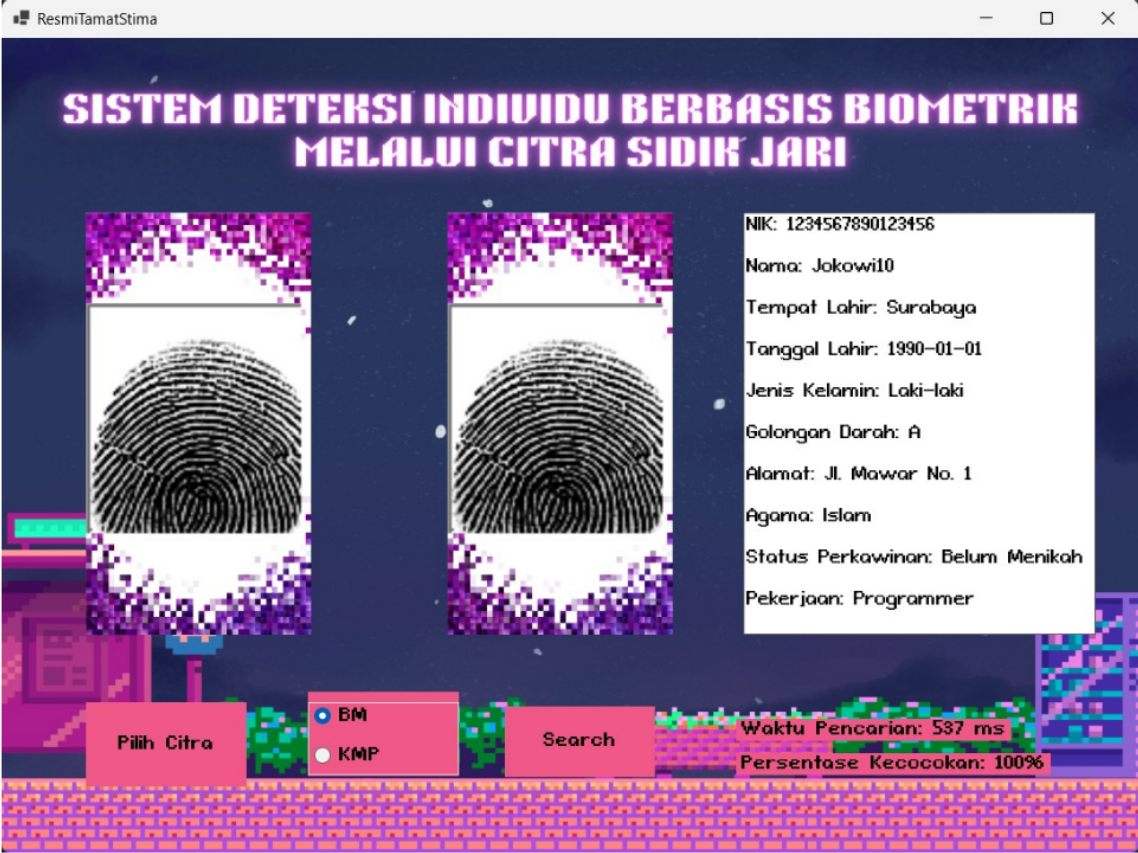 ResmiTamatStima
SISTEM DETEKSI INDIVIDU BERBASIS BIOMETRIK
MELALUI CITRA SIDIK JARI
NIK: 1234567890123456
Nama: Jokowi10
Tempat Lahir: Surabaya
Tanggal Lahir: 1990-01-01
Jenis Kelamin: Laki-laki
Golongan Darah: A
Alamat: Jl. Mawar No. 1
Agama: Islam
Status Perkawinan: Belum Menikah
Pekerjaan: Programmer
Pilih Citra
BM
KMP
Search
Waktu Pencarian: 537 ms
Persentase Kecocokan: 100%